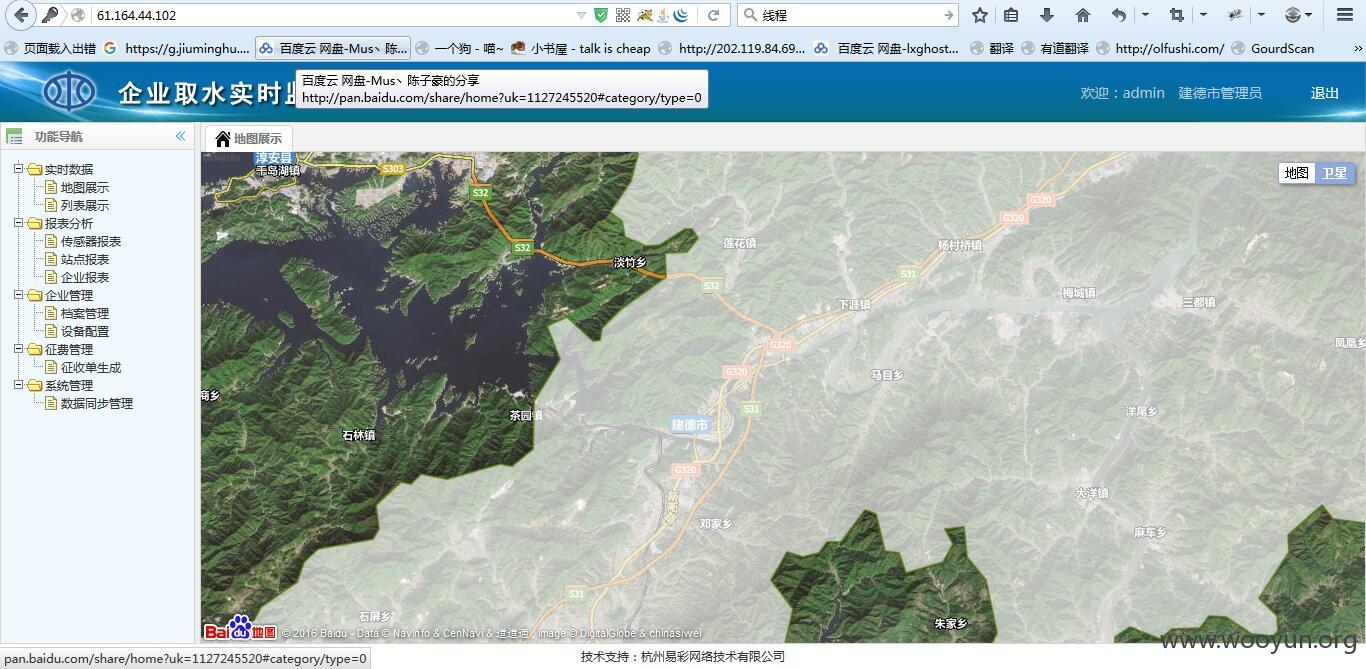 61.164.44.102
线程
页面载入出错
https://g.jiuminghu....
百度云 网盘-Mus丶陈...
一个狗 - 喵~
小书屋 - talk is cheap
http://202.119.84.69...
百度云 网盘-lxghost...
翻译
有道翻译
http://olfushi.com/
GourdScan
»
企业取水实时监
百度云 网盘-Mus丶陈子豪的分享
http://pan.baidu.com/share/home?uk=1127245520#category/type=0
欢迎：admin 建德市管理员
退出
功能导航
地图展示
实时数据
地图展示
列表展示
报表分析
传感器报表
站点报表
企业报表
企业管理
档案管理
设备配置
征费管理
征收单生成
系统管理
数据同步管理
地图
卫星
淳安县
千岛湖镇
S303
S32
G320
G320
S32
莲花镇
杨村桥镇
淡竹乡
S31
S32
梅城镇
三都镇
下涯镇
G320
凤凰乡
G320
马目乡
商乡
S31
茶园镇
洋尾乡
建德市
石林镇
G320
大洋镇
邓家乡
麻车乡
S31
石屏乡
朱家乡
Bai du 地图
© 2016 Baidu - Data © NavInfo & CenNavi & 道道通 , Image © DigitalGlobe & chinasiwei
www.wooyun.org
pan.baidu.com/share/home?uk=1127245520#category/type=0
技术支持：杭州易彩网络技术有限公司